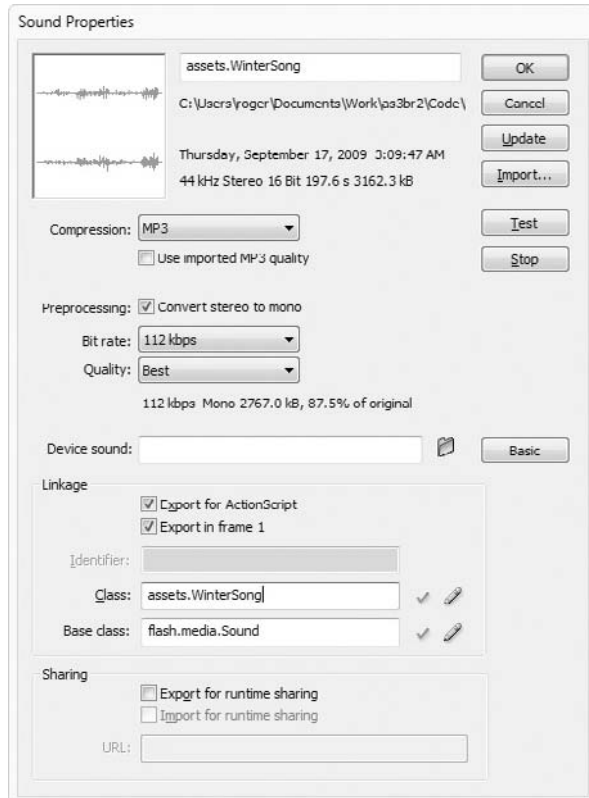 Sound Properties
assets.WinterSong
OK
C:\Users\roger\Documents\Work\as3br2\Code\
Cancel
Update
Thursday, September 17, 2009 3:09:47 AM
44 kHz Stereo 16 Bit 197.6 s 3162.3 kB
Import...
Compression: MP3
Test
Use imported MP3 quality
Stop
Preprocessing: Convert stereo to mono
Bit rate: 112 kbps
Quality: Best
112 kbps Mono 2767.0 kB, 87.5% of original
Device sound:
Basic
Linkage
Export for ActionScript
Export in frame 1
Identifier:
Class: assets.WinterSong
Base class: flash.media.Sound
Sharing
Export for runtime sharing
Import for runtime sharing
URL: